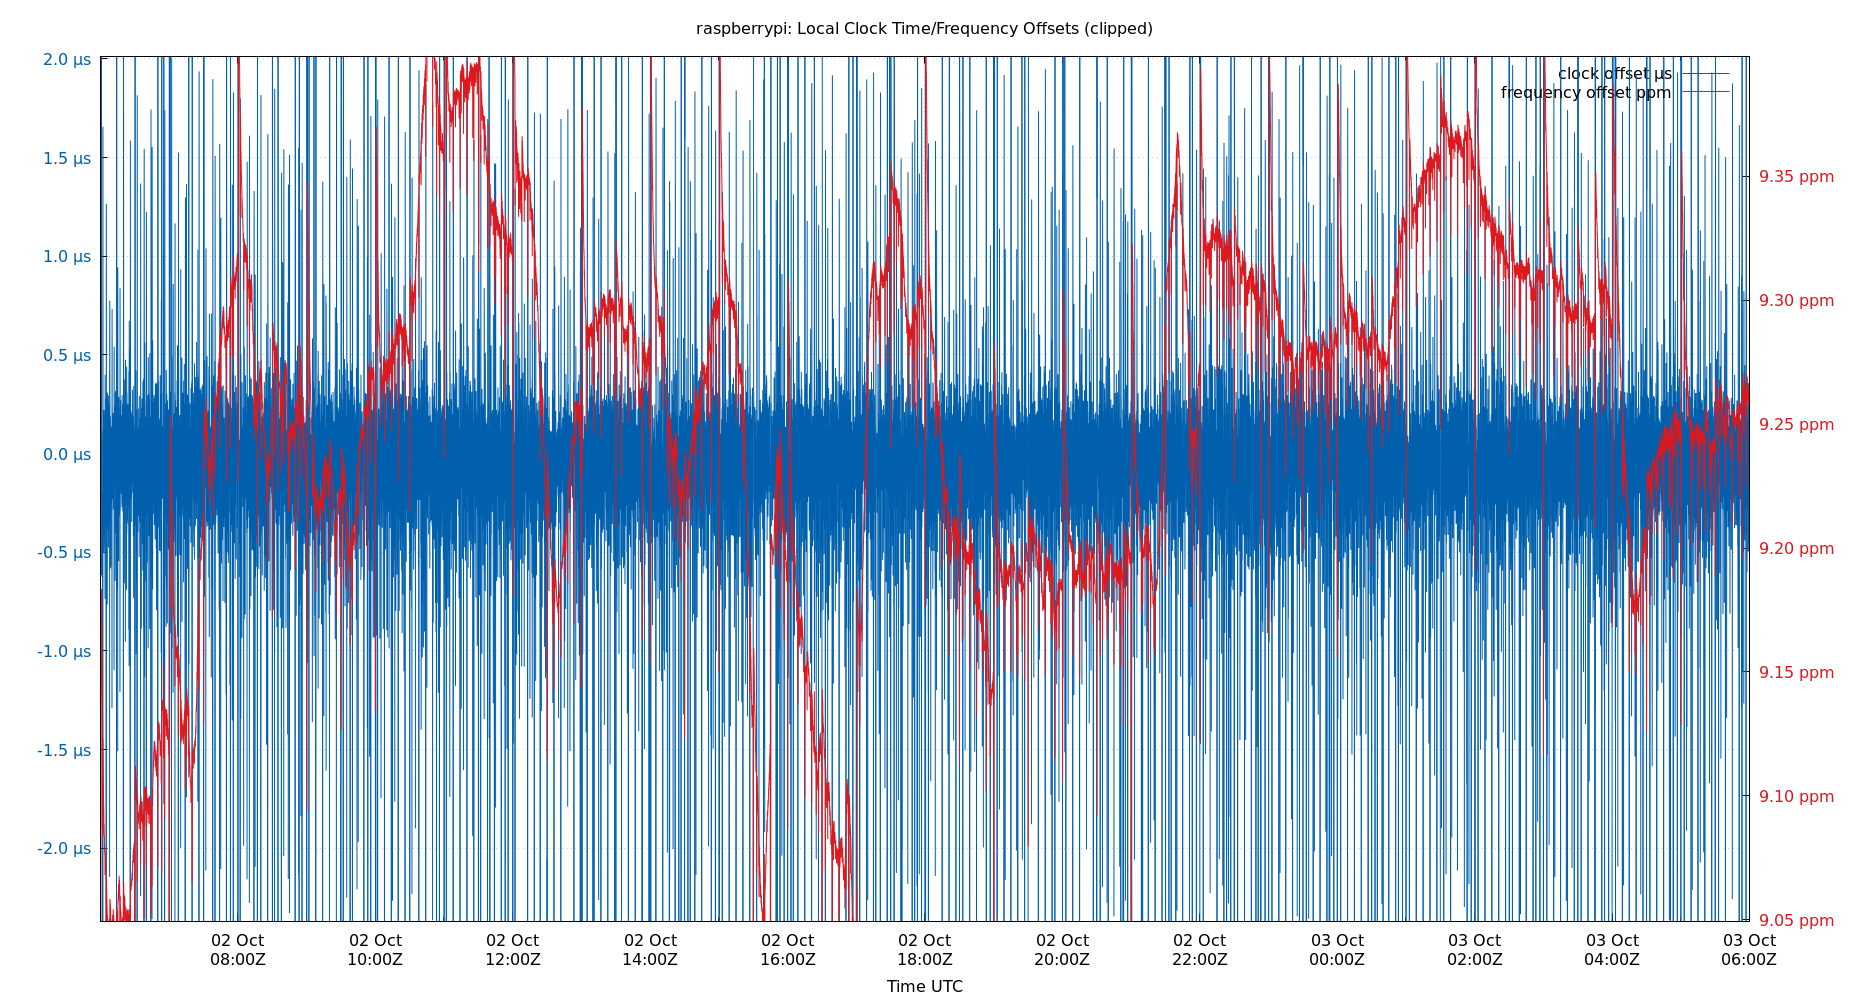 raspberrypi: Local Clock Time/Frequency Offsets (clipped)
clock offset μs
frequency offset ppm
2.0 μs
1.5 μs
1.0 μs
0.5 μs
0.0 μs
-0.5 μs
-1.0 μs
-1.5 μs
-2.0 μs
9.35 ppm
9.30 ppm
9.25 ppm
9.20 ppm
9.15 ppm
9.10 ppm
9.05 ppm
02 Oct 02 Oct 02 Oct 02 Oct 02 Oct 02 Oct 02 Oct 02 Oct 03 Oct 03 Oct 03 Oct 03 Oct
08:00Z 10:00Z 12:00Z 14:00Z 16:00Z 18:00Z 20:00Z 22:00Z 00:00Z 02:00Z 04:00Z 06:00Z
Time UTC